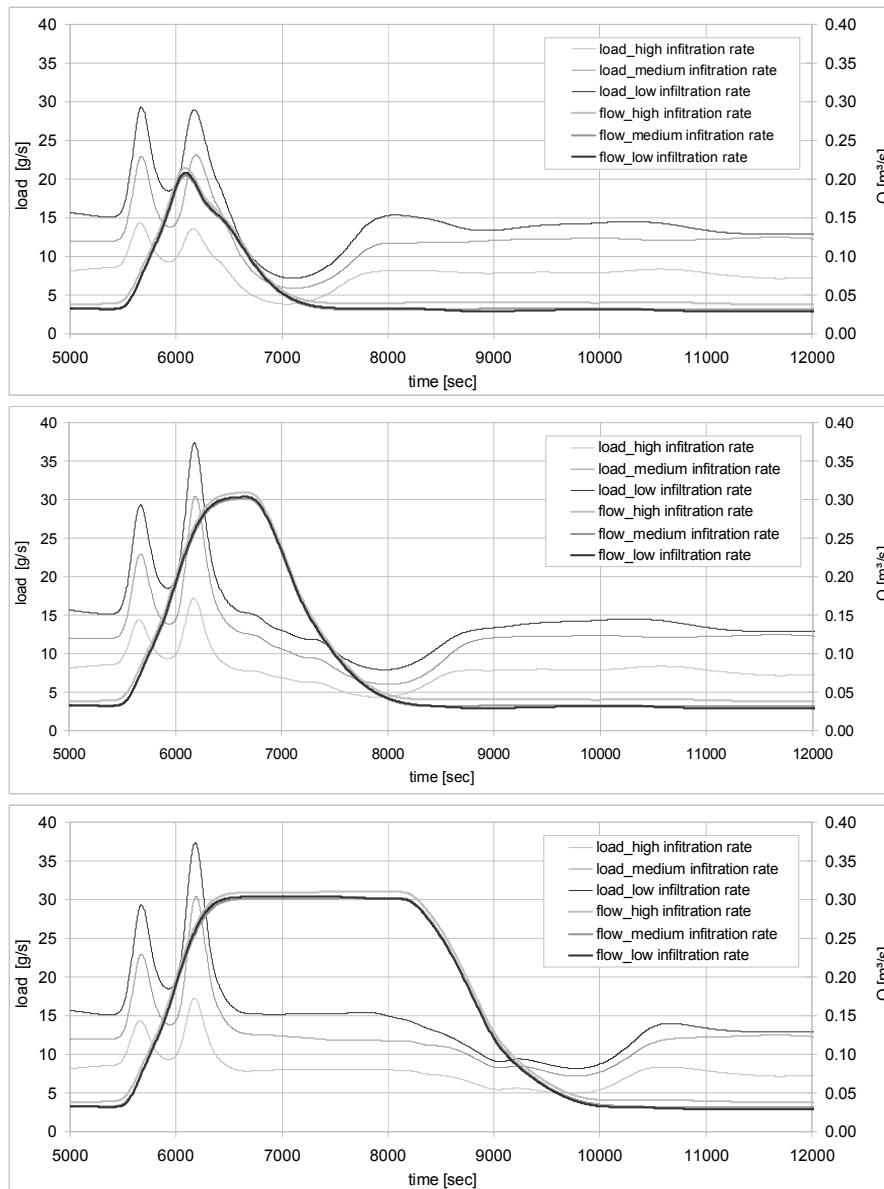 40 0.40
load_high infitration rate
35 0.35
load_medium infitration rate
load_low infiltration rate
30 0.30
flow_high infiltration rate
25 flow_medium infitration rate 0.25
flow_low infiltration rate
load [g/s] 20 0.20 Q [m³/s]
15 0.15
10 0.10
5 0.05
0 0.00
5000 6000 7000 8000 9000 10000 11000 12000
time [sec]
40 0.40
load_high infitration rate
35 0.35
load_medium infitration rate
load_low infiltration rate
30 0.30
flow_high infiltration rate
25 flow_medium infitration rate 0.25
flow_low infiltration rate
load [g/s] 20 0.20 Q [m³/s]
15 0.15
10 0.10
5 0.05
0 0.00
5000 6000 7000 8000 9000 10000 11000 12000
time [sec]
40 0.40
load_high infitration rate
35 0.35
load_medium infitration rate
load_low infiltration rate
30 0.30
flow_high infiltration rate
25 flow_medium infitration rate 0.25
flow_low infiltration rate
load [g/s] 20 0.20 Q [m³/s]
15 0.15
10 0.10
5 0.05
0 0.00
5000 6000 7000 8000 9000 10000 11000 12000
time [sec]